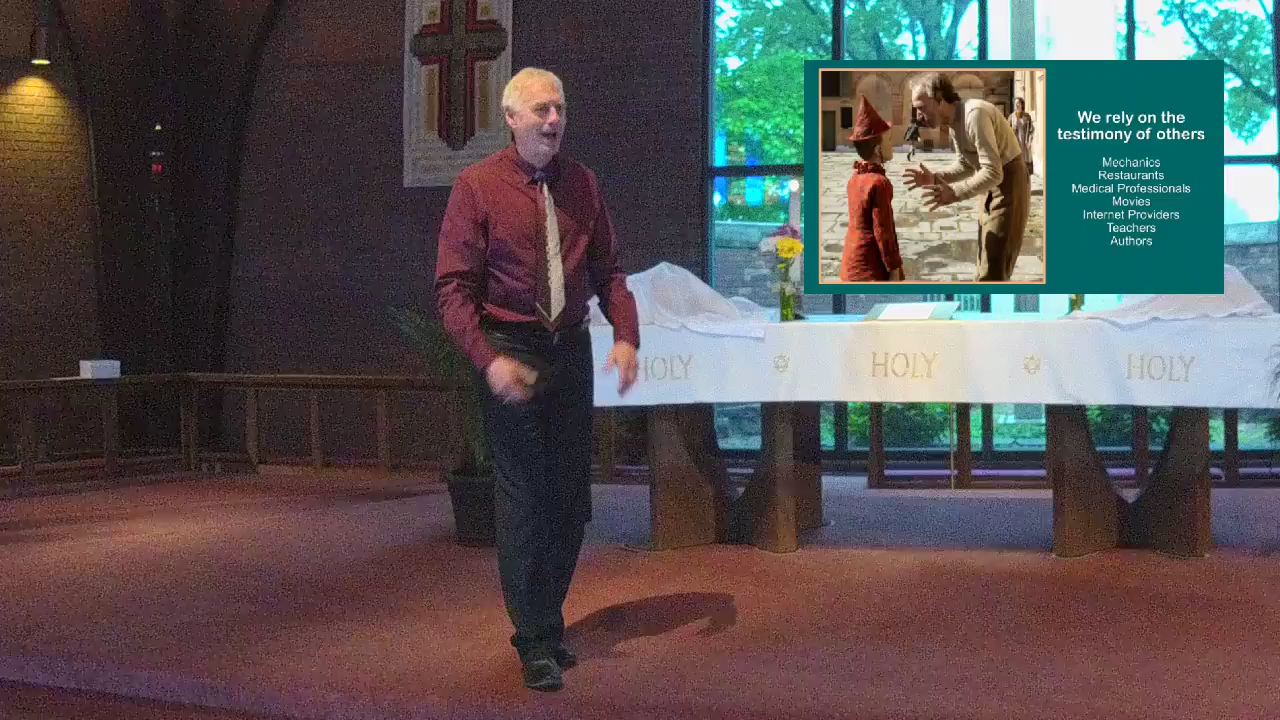 We rely on the
testimony of others
Mechanics
Restaurants
Medical Professionals
Movies
Internet Providers
Teachers
Authors
HOLY
HOLY
HOLY